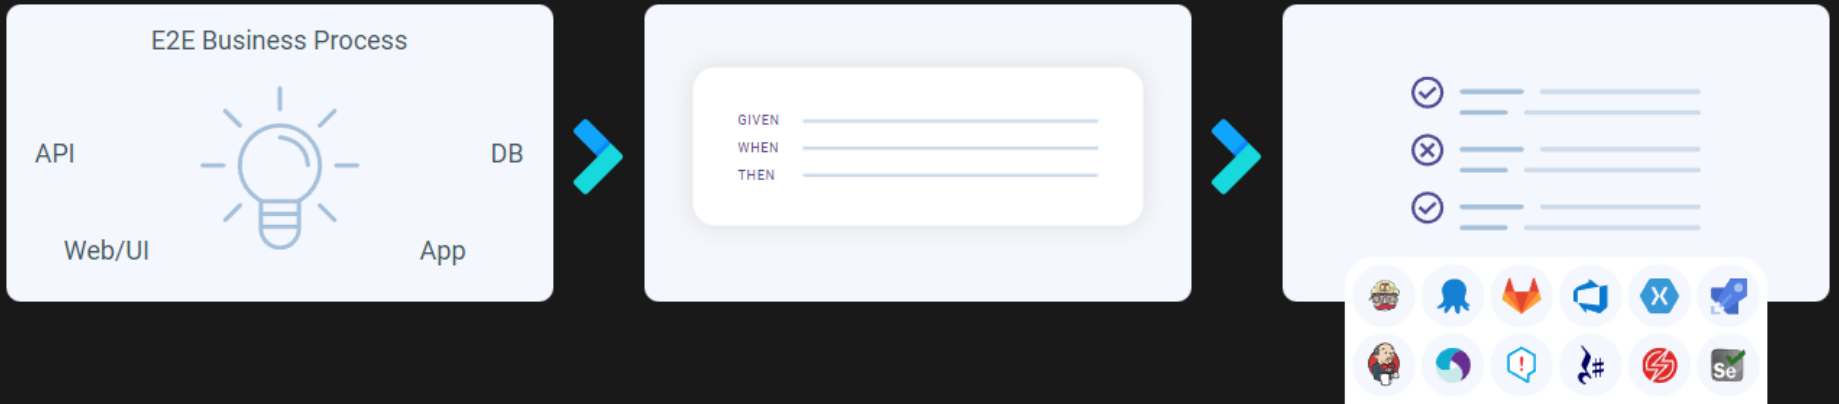 E2E Business Process
API
DB
Web/UI
App
GIVEN
WHEN
THEN
X
!
#
Se